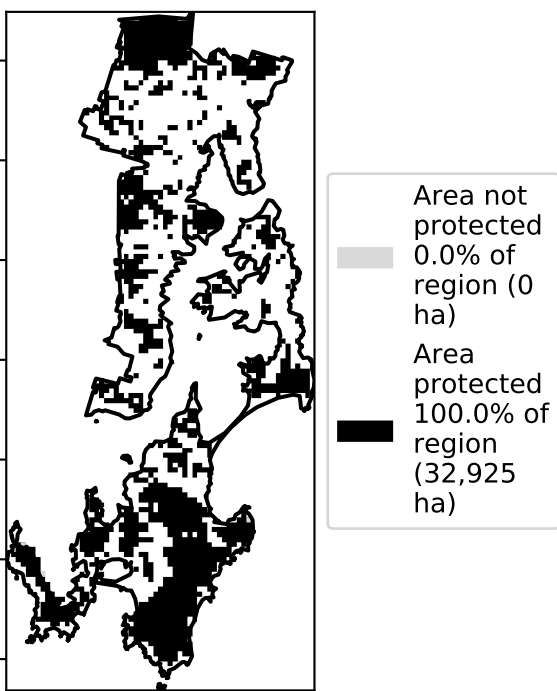 Area not
protected
0.0% of
region (0
ha)
Area
protected
100.0% of
region
(32,925
ha)